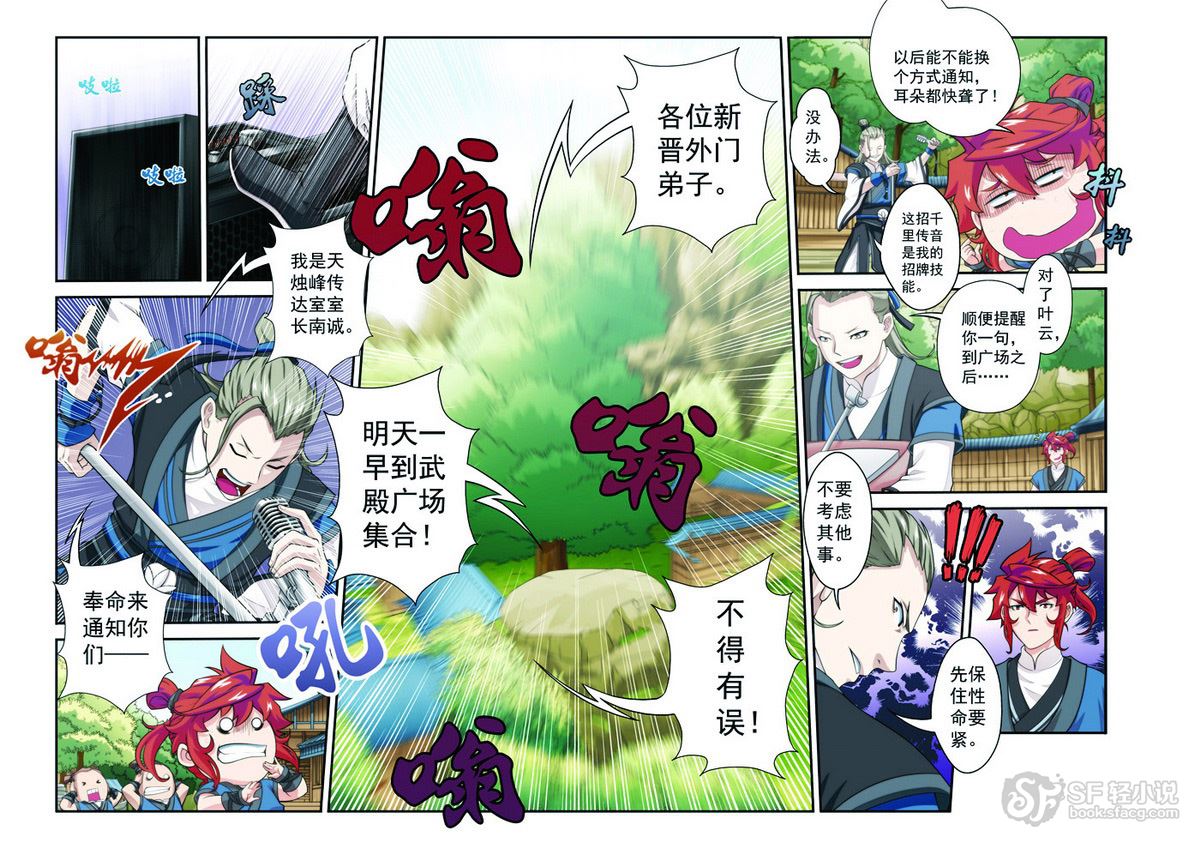 吱啦
吱啦
踩
我是天
烛峰传
达室室
长南诚。
嗡
奉命来
通知你
们——
吼
各位新
晋外门
弟子。
嗡
明天一
早到武
殿广场
集合！
嗡
不得有
误！
嗡
以后能不能换
个方式通知，
耳朵都快聋了！
没办法。
千里传音是我的招牌技能。
抖
抖
对了叶云，
顺便提醒
你一句，
到广场之
后……
不要考虑其他事。
!!!
先保住性命要紧。
SF轻小说
book.sfacg.com